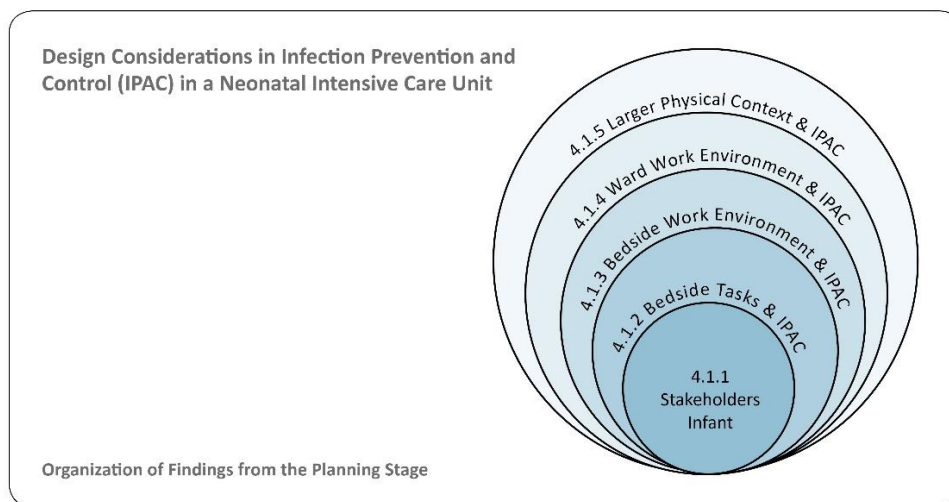 Design Considerations in Infection Prevention and
Control (IPAC) in a Neonatal Intensive Care Unit
4.1.5 Larger Physical Context & IPAC
4.1.4 Ward Work Environment & IPAC
4.1.3 Bedside Work Environment & IPAC
4.1.2 Bedside Tasks & IPAC
4.1.1
Stakeholders
Infant
Organization of Findings from the Planning Stage